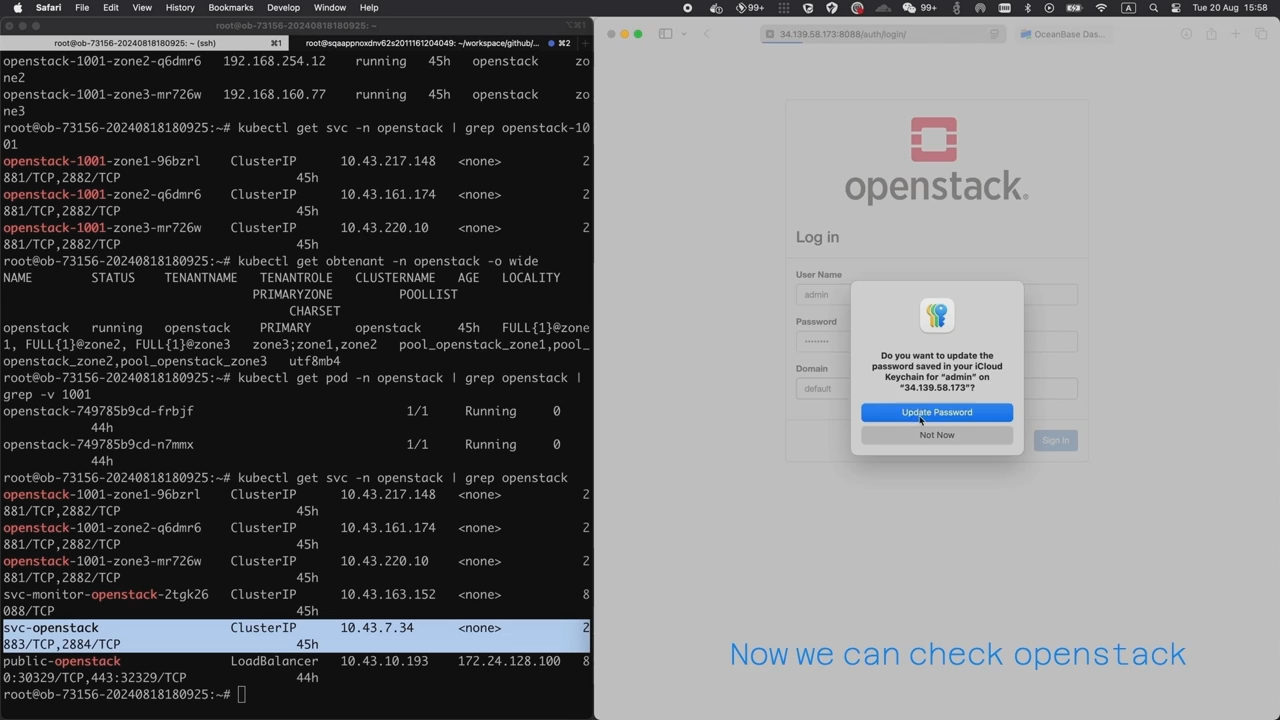 Safari File Edit View History Bookmarks Develop Window Help
99+ 99+ A Tue 20 Aug 15:58
root@ob-73156-20240818180925: ~
⌥⌘1
root@ob-73156-20240818180925: ~ (ssh) ⌘1 root@sqaappnoxdnv62s2011161204049: ~/workspace/github/... ⌘2
openstack-1001-zone2-q6dmr6 192.168.254.12 running 45h openstack zo
ne2
openstack-1001-zone3-mr726w 192.168.160.77 running 45h openstack zo
ne3
root@ob-73156-20240818180925:~# kubectl get svc -n openstack | grep openstack-10
01
openstack-1001-zone1-96bzrl ClusterIP 10.43.217.148 <none> 2
881/TCP,2882/TCP 45h
openstack-1001-zone2-q6dmr6 ClusterIP 10.43.161.174 <none> 2
881/TCP,2882/TCP 45h
openstack-1001-zone3-mr726w ClusterIP 10.43.220.10 <none> 2
881/TCP,2882/TCP 45h
root@ob-73156-20240818180925:~# kubectl get obtenant -n openstack -o wide
NAME STATUS TENANTNAME TENANTROLE CLUSTERNAME AGE LOCALITY
PRIMARYZONE POOLLIST
CHARSET
openstack running openstack PRIMARY openstack 45h FULL{1}@zone
1, FULL{1}@zone2, FULL{1}@zone3 zone3;zone1,zone2 pool_openstack_zone1,pool_
openstack_zone2,pool_openstack_zone3 utf8mb4
root@ob-73156-20240818180925:~# kubectl get pod -n openstack | grep openstack |
grep -v 1001
openstack-749785b9cd-frbjf 1/1 Running 0
44h
openstack-749785b9cd-n7mmx 1/1 Running 0
44h
root@ob-73156-20240818180925:~# kubectl get svc -n openstack | grep openstack
openstack-1001-zone1-96bzrl ClusterIP 10.43.217.148 <none> 2
881/TCP,2882/TCP 45h
openstack-1001-zone2-q6dmr6 ClusterIP 10.43.161.174 <none> 2
881/TCP,2882/TCP 45h
openstack-1001-zone3-mr726w ClusterIP 10.43.220.10 <none> 2
881/TCP,2882/TCP 45h
svc-monitor-openstack-2tgk26 ClusterIP 10.43.163.152 <none> 8
088/TCP 45h
svc-openstack ClusterIP 10.43.7.34 <none> 2
883/TCP,2884/TCP 45h
public-openstack LoadBalancer 10.43.10.193 172.24.128.100 8
0:30329/TCP,443:32329/TCP 44h
root@ob-73156-20240818180925:~#
34.139.58.173:8088/auth/login/ OceanBase Das...
openstack.
Log in
User Name
admin
Password
········
Domain
default
Sign In
Do you want to update the
password saved in your iCloud
Keychain for “admin” on
“34.139.58.173”?
Update Password
Not Now
Now we can check openstack